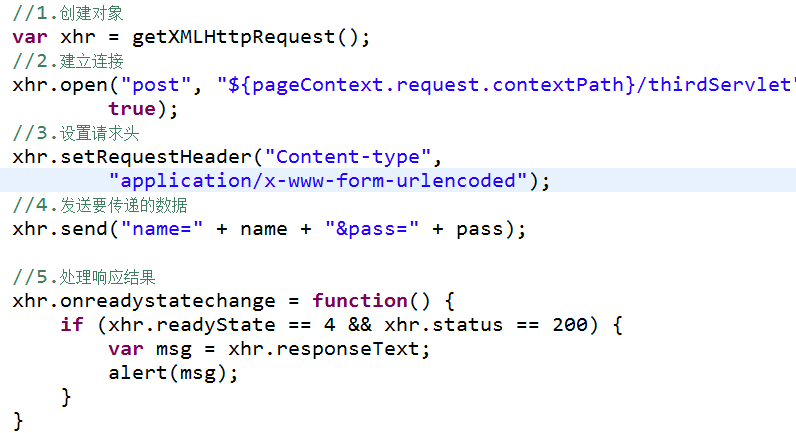 //1.创建对象
var xhr = getXMLHttpRequest();
//2.建立连接
xhr.open("post", "${pageContext.request.contextPath}/thirdServlet"
        true);
//3.设置请求头
xhr.setRequestHeader("Content-type",
        "application/x-www-form-urlencoded");
//4.发送要传递的数据
xhr.send("name=" + name + "&pass=" + pass);

//5.处理响应结果
xhr.onreadystatechange = function() {
    if (xhr.readyState == 4 && xhr.status == 200) {
        var msg = xhr.responseText;
        alert(msg);
    }
}